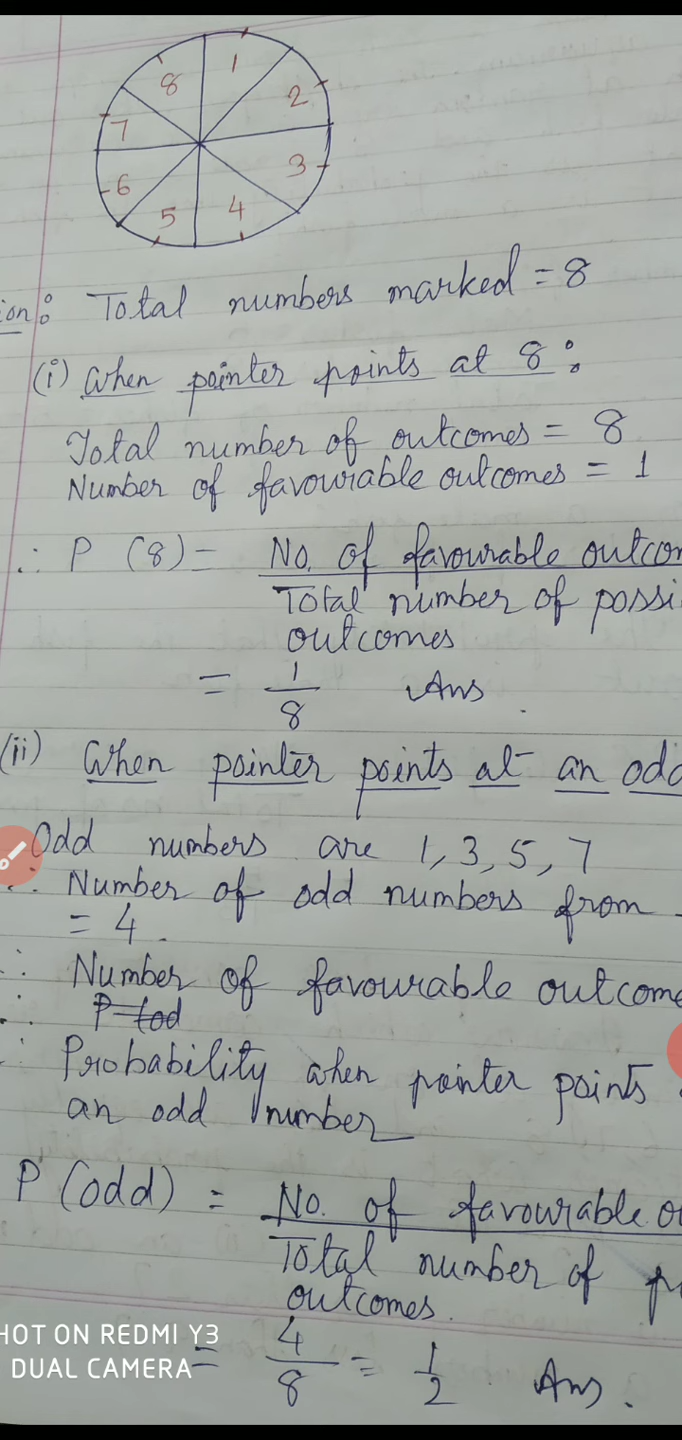 8 1
7 2
6 3
5 4
ion: Total numbers marked = 8
(i) When pointer points at 8:
Total number of outcomes = 8
Number of favourable outcomes = 1
∴ P (8) = No. of favourable outcom
Total number of possi
outcomes
= 1/8 Ans.
(ii) When pointer points at an odd
Odd numbers are 1, 3, 5, 7
∴ Number of odd numbers from
= 4.
∴ Number of favourable outcome
∴ P tod
∴ Probability when pointer points
an odd number
P (odd) = No. of favourable o
Total number of p
outcomes.
= 4/8 = 1/2. Ans.
HOT ON REDMI Y3
DUAL CAMERA